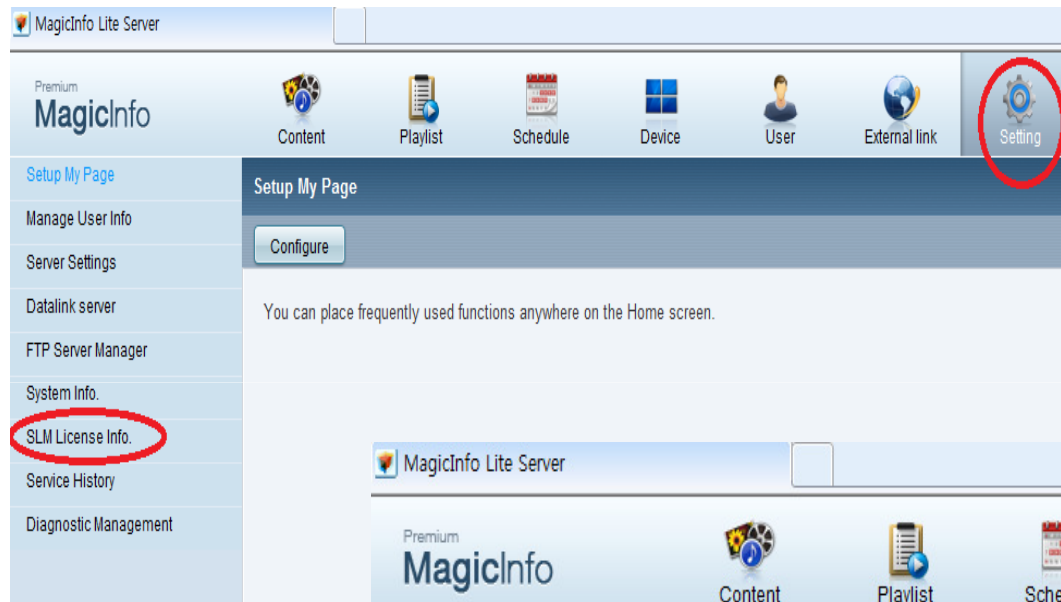 MagicInfo Lite Server
Premium
MagicInfo
Content
Playlist
Schedule
Device
User
External link
Setting
Setup My Page
Manage User Info
Server Settings
Datalink server
FTP Server Manager
System Info.
SLM License Info.
Service History
Diagnostic Management
Setup My Page
Configure
You can place frequently used functions anywhere on the Home screen.
MagicInfo Lite Server
Premium
MagicInfo
Content
Playlist
Sche